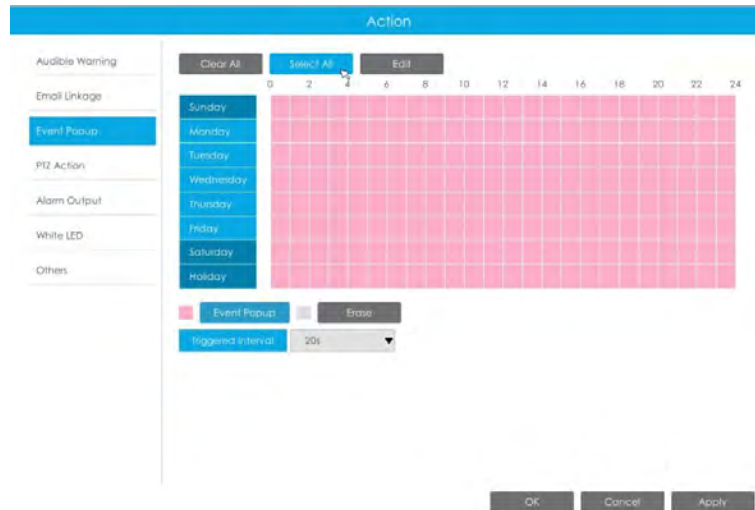 Action
Audible Warning
Email Linkage
Event Popup
PTZ Action
Alarm Output
White LED
Others
Clear All Select All Edit
0 2 4 6 8 10 12 14 16 18 20 22 24
Sunday
Monday
Tuesday
Wednesday
Thursday
Friday
Saturday
Holiday
Event Popup Erase
Triggered Interval 20s
OK Cancel Apply